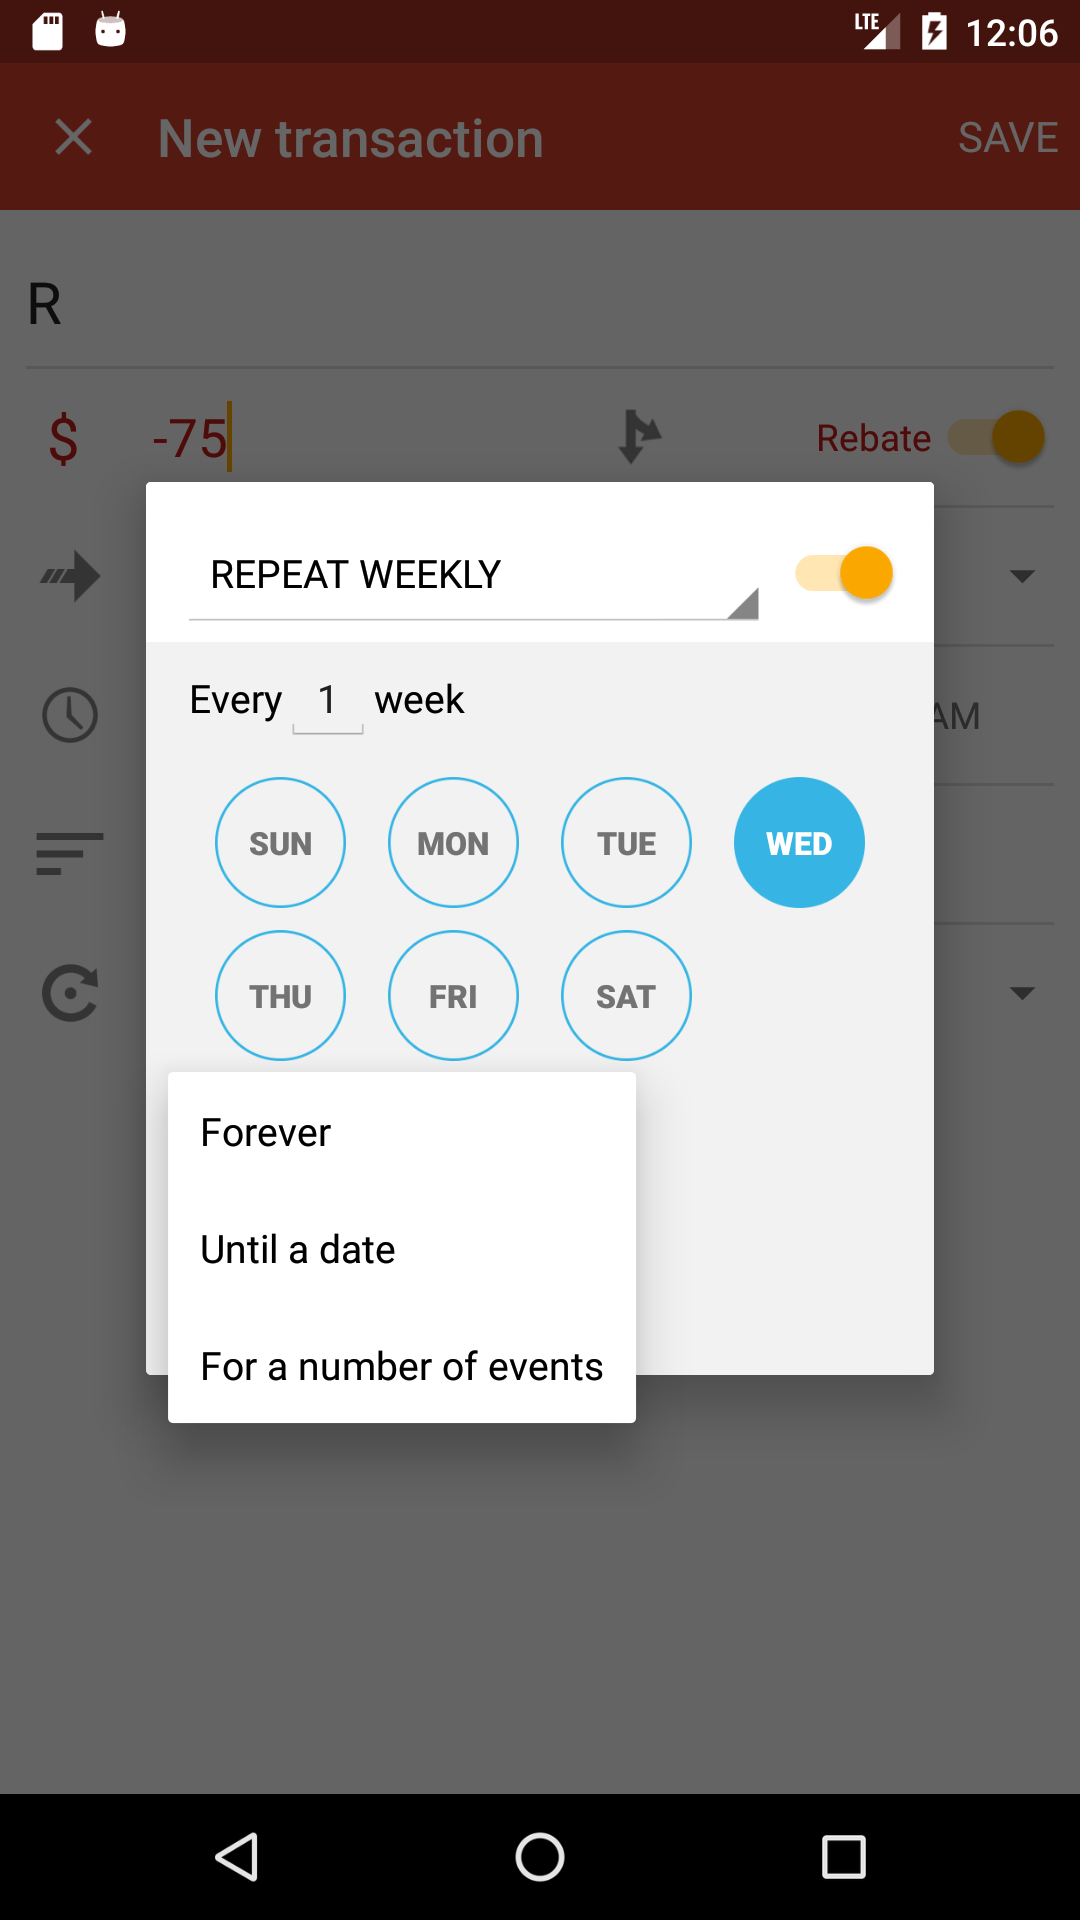 LTE 12:06
New transaction SAVE
R
$ -75 Rebate
REPEAT WEEKLY
Every 1 week
AM
SUN MON TUE WED
THU FRI SAT
Forever
Until a date
For a number of events